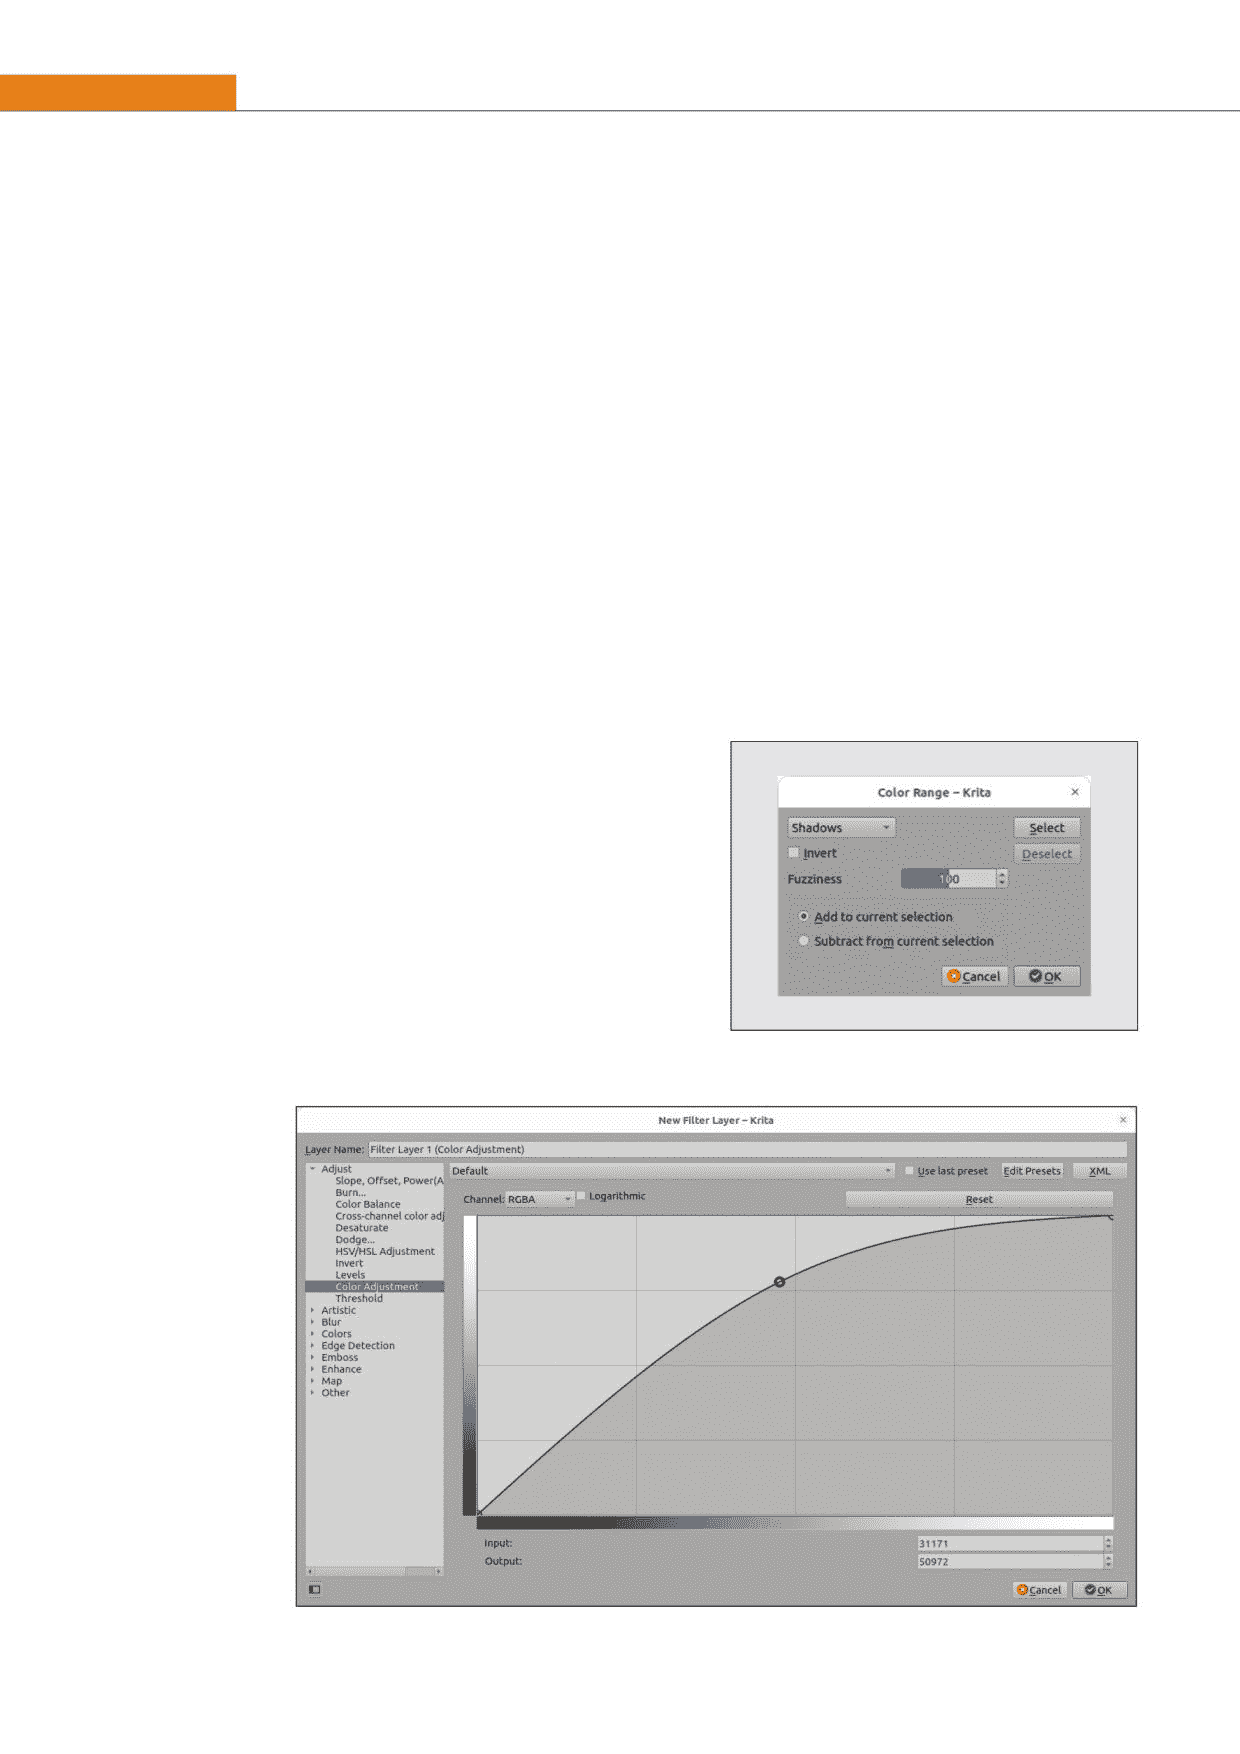 Color Range – Krita
Shadows
Select
Invert
Deselect
Fuzziness
100
Add to current selection
Subtract from current selection
Cancel
OK
New Filter Layer – Krita
Layer Name: Filter Layer 1 (Color Adjustment)
Adjust
Slope, Offset, Power(A
Burn...
Color Balance
Cross-channel color adj
Desaturate
Dodge...
HSV/HSL Adjustment
Invert
Levels
Color Adjustment
Threshold
Artistic
Blur
Colors
Edge Detection
Emboss
Enhance
Map
Other
Default
Use last preset
Edit Presets
XML
Channel: RGBA
Logarithmic
Reset
Input:
31171
Output:
50972
Cancel
OK